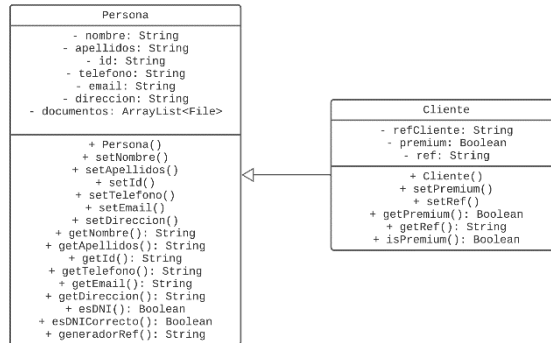 Persona
- nombre: String
- apellidos: String
- id: String
- telefono: String
- email: String
- direccion: String
- documentos: ArrayList<File>
+ Persona()
+ setNombre()
+ setApellidos()
+ setId()
+ setTelefono()
+ setEmail()
+ setDireccion()
+ getNombre(): String
+ getApellidos(): String
+ getId(): String
+ getTelefono(): String
+ getEmail(): String
+ getDireccion(): String
+ esDNI(): Boolean
+ esDNICorrecto(): Boolean
+ generadorRef(): String
Cliente
- refCliente: String
- premium: Boolean
- ref: String
+ Cliente()
+ setPremium()
+ setRef()
+ getPremium(): Boolean
+ getRef(): String
+ isPremium(): Boolean